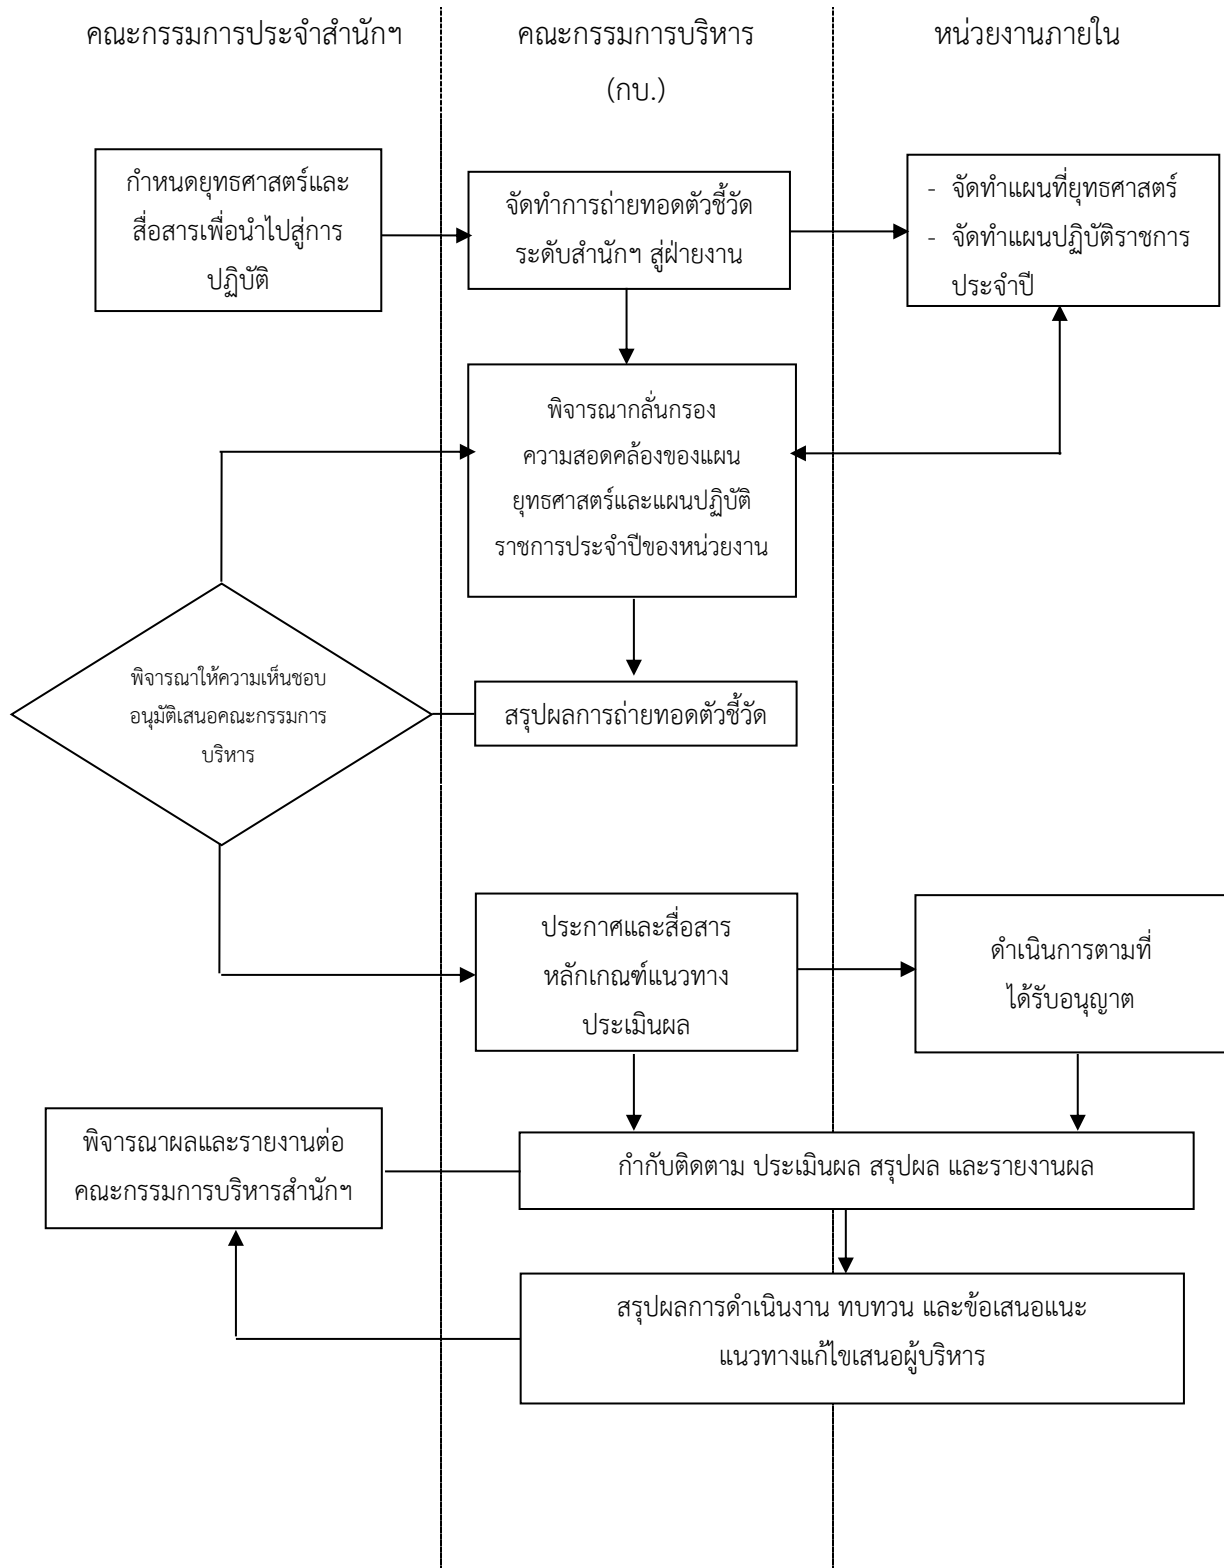 คณะกรรมการประจำสำนักฯ
คณะกรรมการบริหาร
(กบ.)
หน่วยงานภายใน
กำหนดยุทธศาสตร์และ
สื่อสารเพื่อนำไปสู่การ
ปฏิบัติ
จัดทำการถ่ายทอดตัวชี้วัด
ระดับสำนักฯ สู่ฝ่ายงาน
- จัดทำแผนที่ยุทธศาสตร์
- จัดทำแผนปฏิบัติราชการ
ประจำปี
พิจารณากลั่นกรอง
ความสอดคล้องของแผน
ยุทธศาสตร์และแผนปฏิบัติ
ราชการประจำปีของหน่วยงาน
พิจารณาให้ความเห็นชอบ
อนุมัติเสนอคณะกรรมการ
บริหาร
สรุปผลการถ่ายทอดตัวชี้วัด
ประกาศและสื่อสาร
หลักเกณฑ์แนวทาง
ประเมินผล
ดำเนินการตามที่
ได้รับอนุญาต
พิจารณาผลและรายงานต่อ
คณะกรรมการบริหารสำนักฯ
กำกับติดตาม ประเมินผล สรุปผล และรายงานผล
สรุปผลการดำเนินงาน ทบทวน และข้อเสนอแนะ
แนวทางแก้ไขเสนอผู้บริหาร